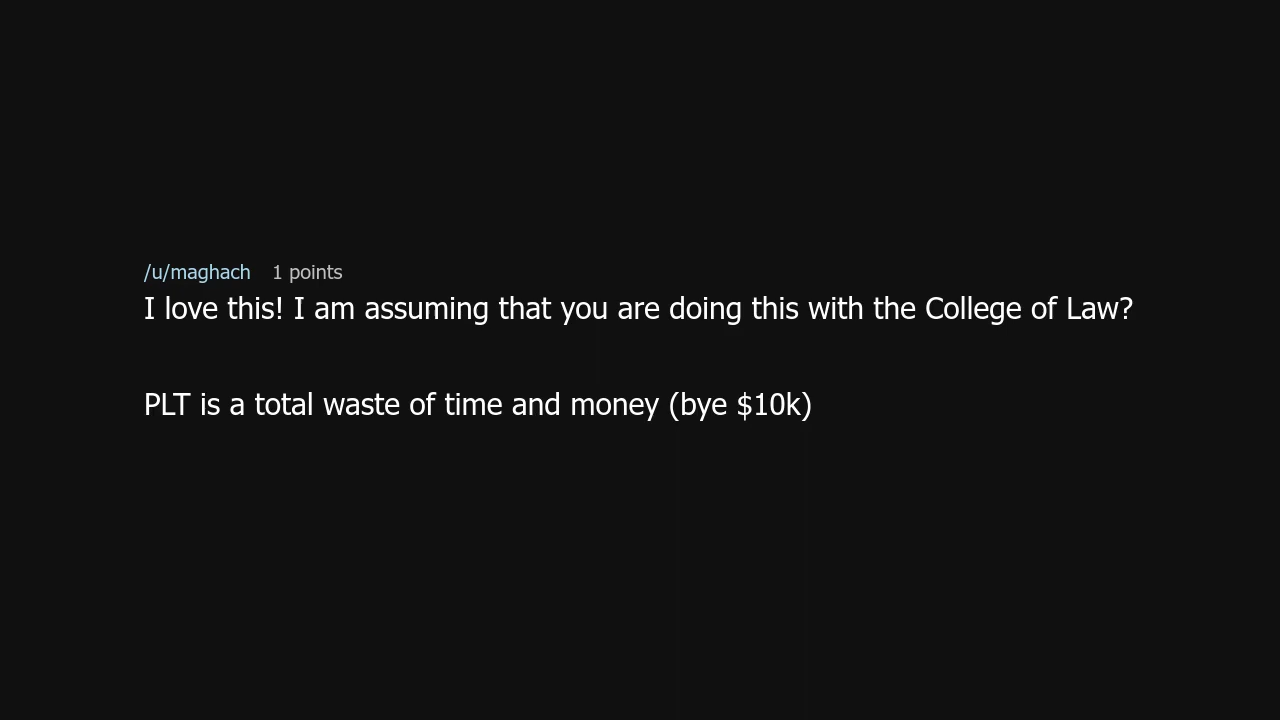 /u/maghach 1 points
I love this! I am assuming that you are doing this with the College of Law?
PLT is a total waste of time and money (bye $10k)